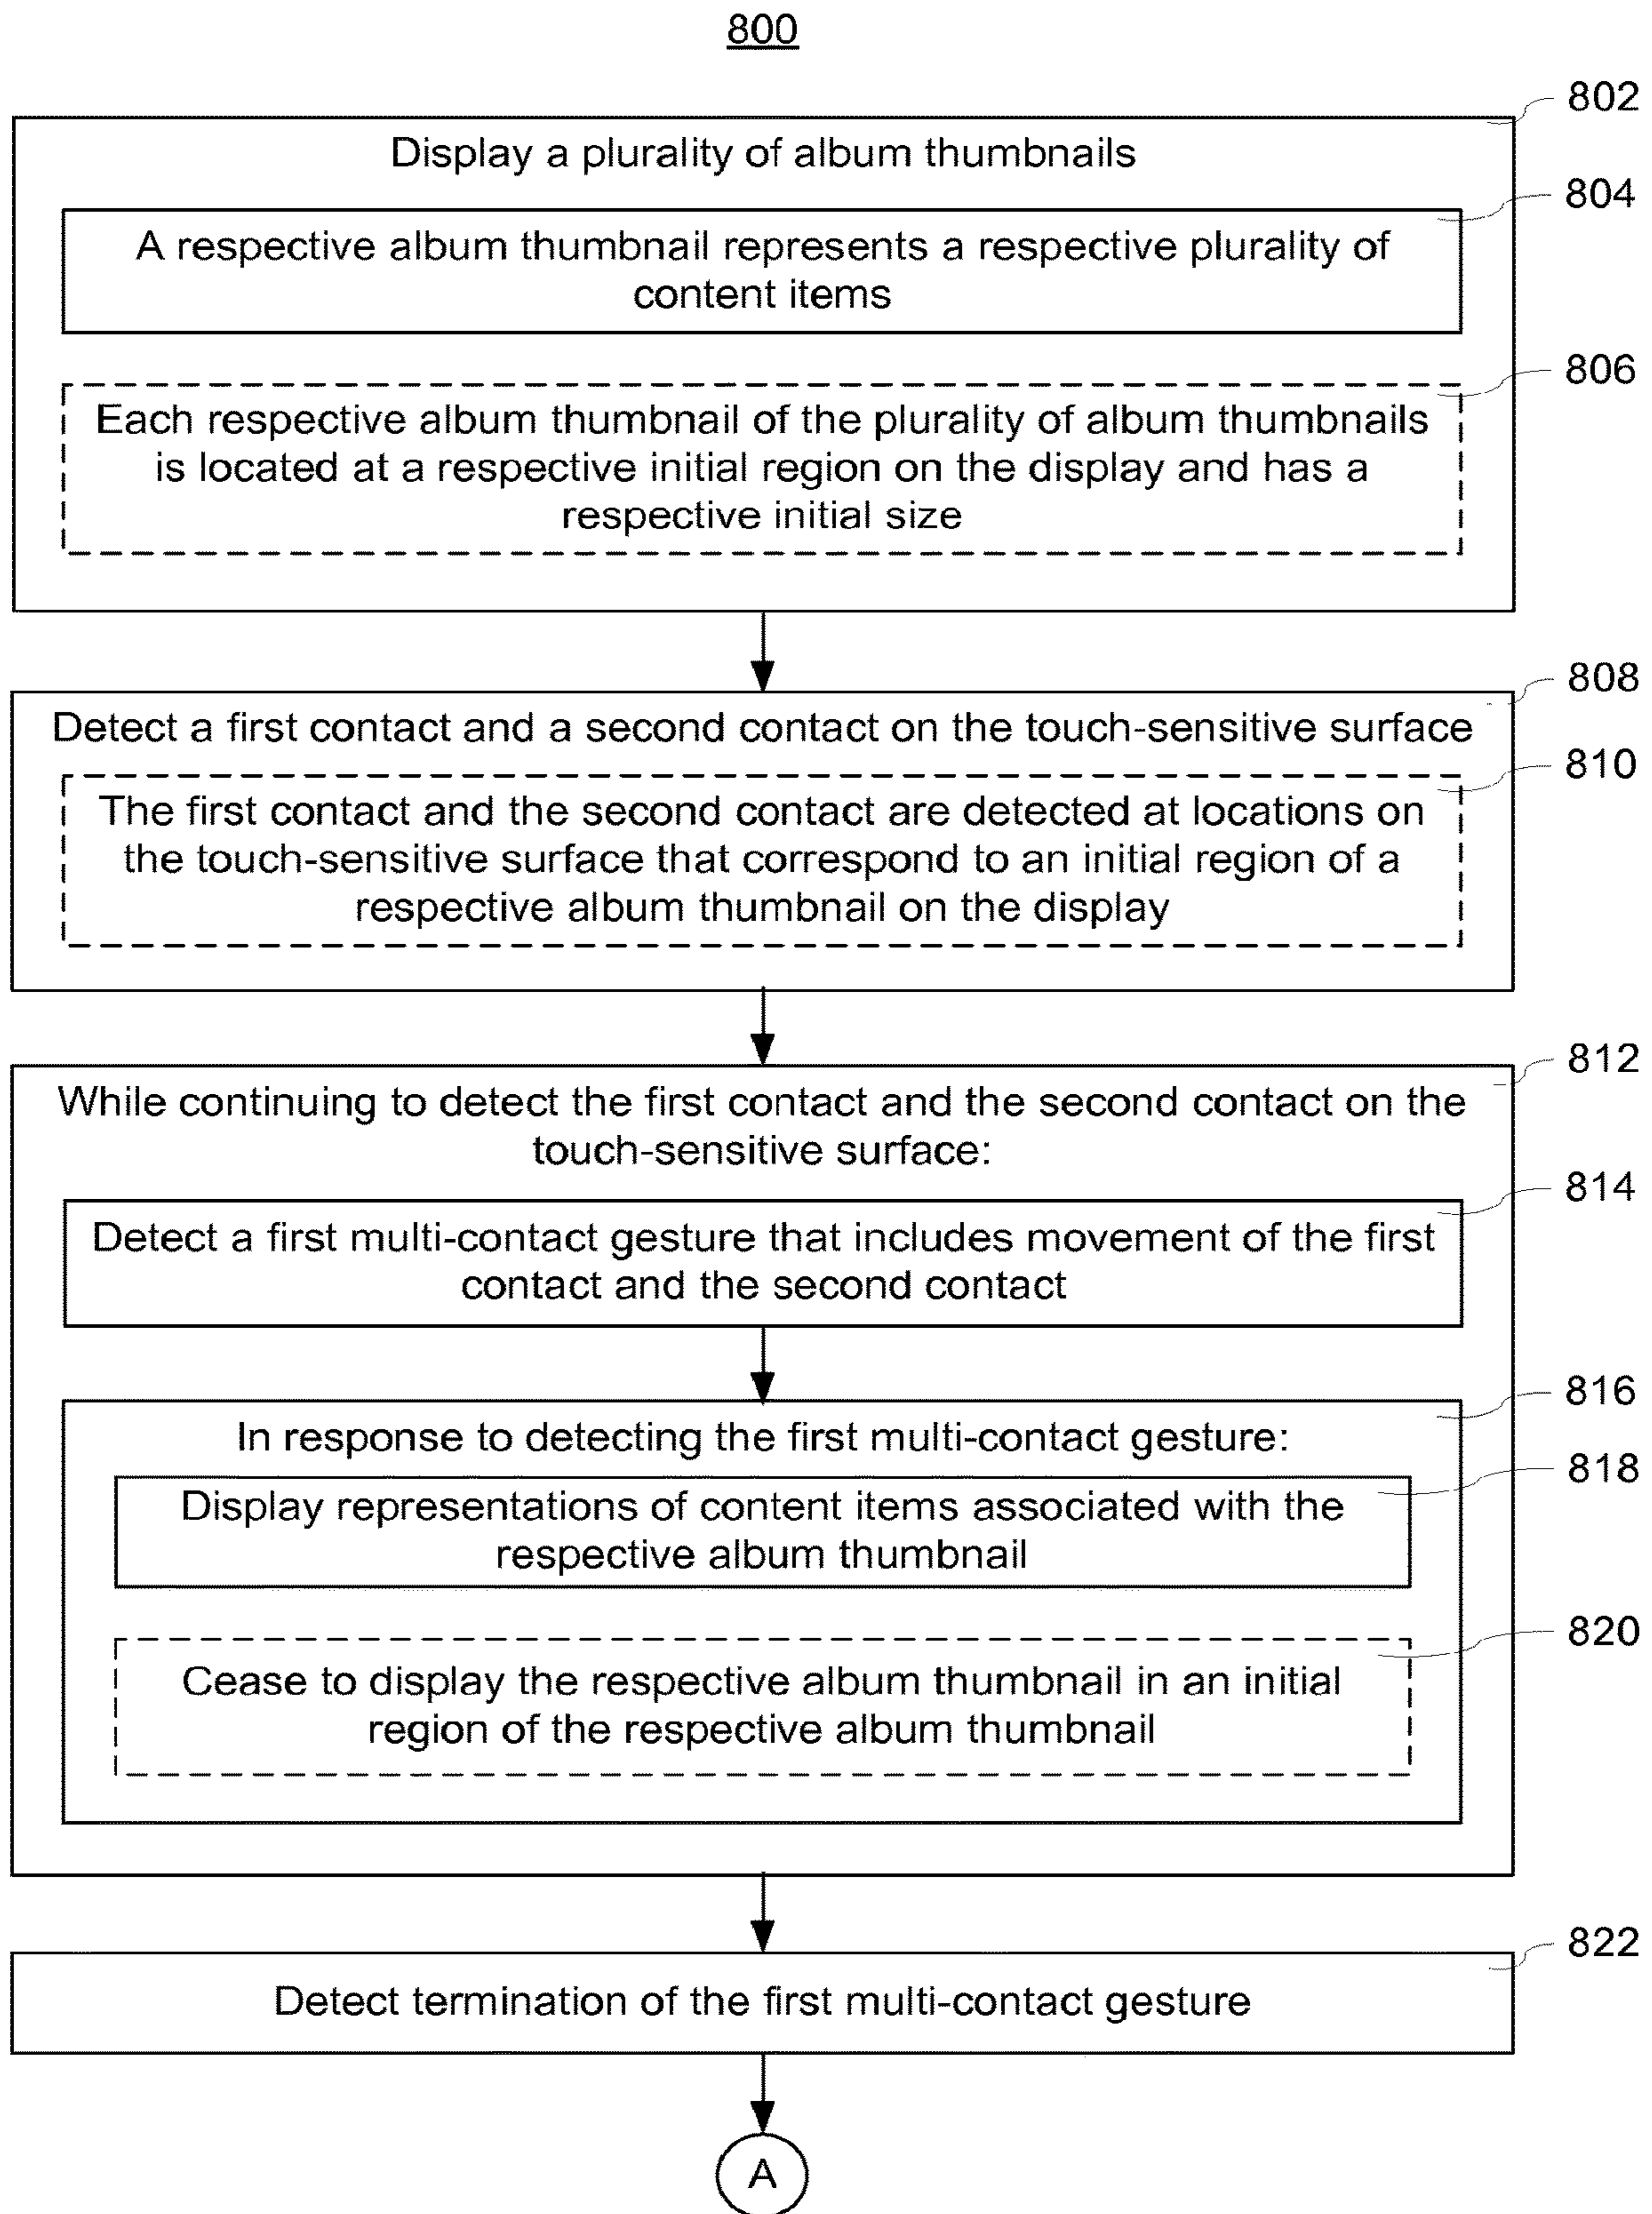 800
802
Display a plurality of album thumbnails
804
A respective album thumbnail represents a respective plurality of
content items
806
Each respective album thumbnail of the plurality of album thumbnails
is located at a respective initial region on the display and has a
respective initial size
808
Detect a first contact and a second contact on the touch-sensitive surface
810
The first contact and the second contact are detected at locations on
the touch-sensitive surface that correspond to an initial region of a
respective album thumbnail on the display
812
While continuing to detect the first contact and the second contact on the
touch-sensitive surface:
814
Detect a first multi-contact gesture that includes movement of the first
contact and the second contact
816
In response to detecting the first multi-contact gesture:
818
Display representations of content items associated with the
respective album thumbnail
820
Cease to display the respective album thumbnail in an initial
region of the respective album thumbnail
822
Detect termination of the first multi-contact gesture
A